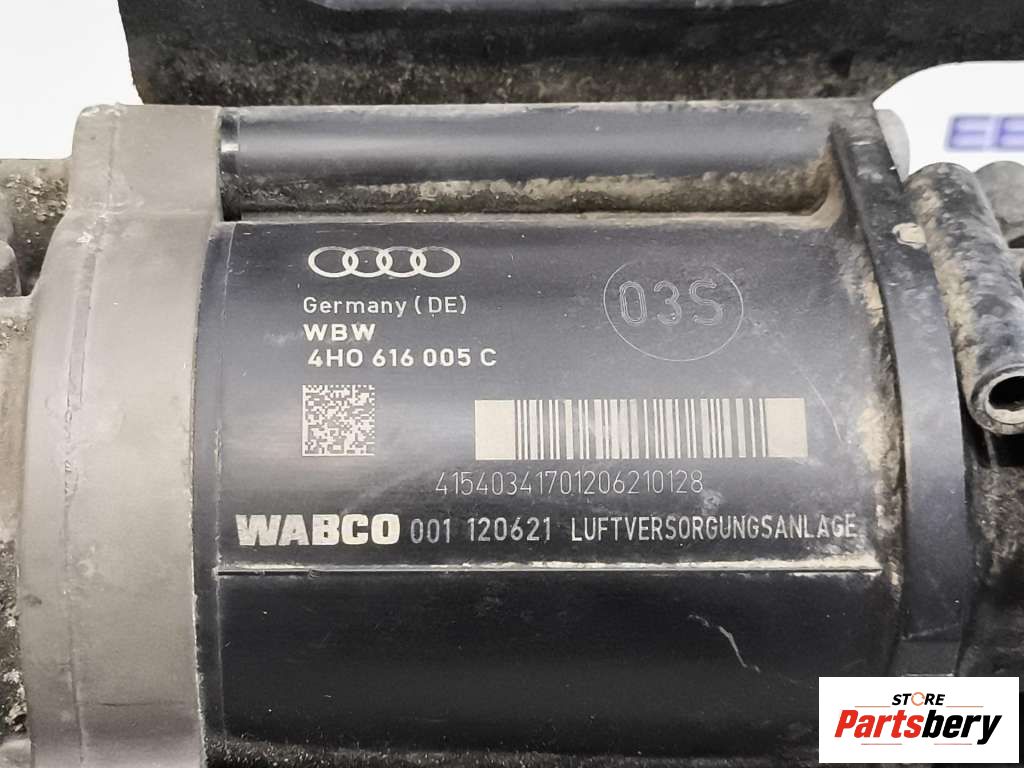 Germany (DE)
03S
WBW
4H0 616 005 C
41540341701206210128
WABCO 001 120621 LUFTVERSORGUNGSANLAGE
STORE
Partsbery